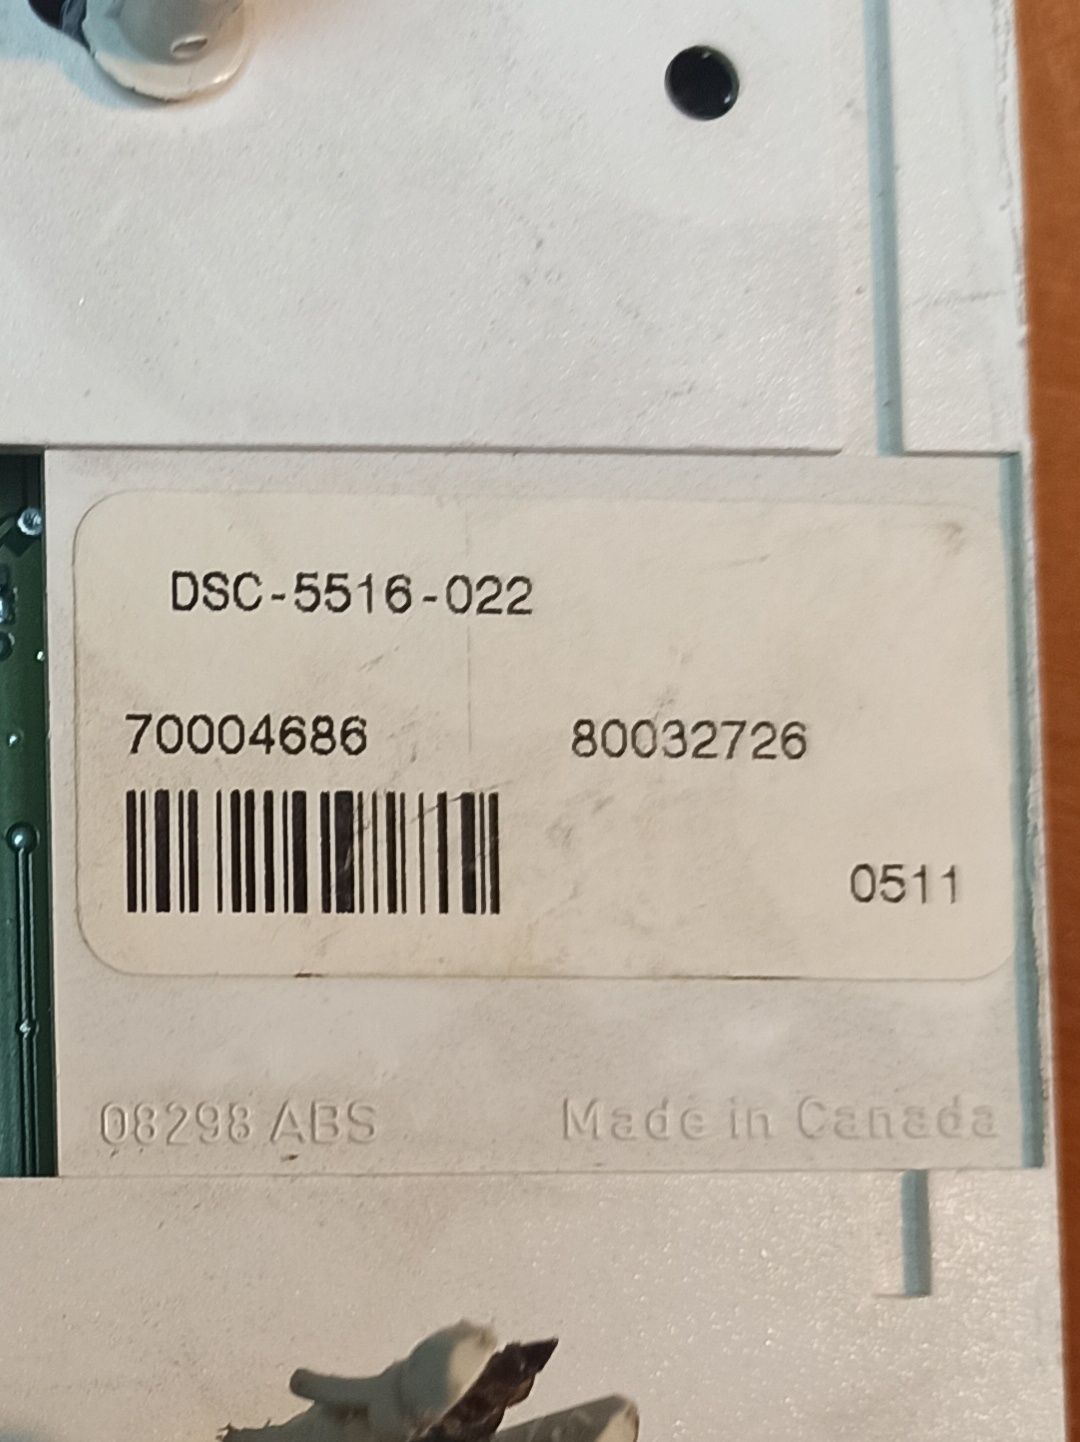 DSC-5516-022
70004686 80032726
0511
08298 ABS Made in Canada